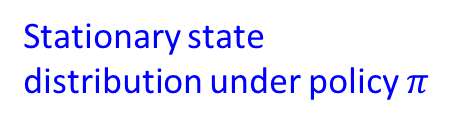 Stationary state
distribution under policy π